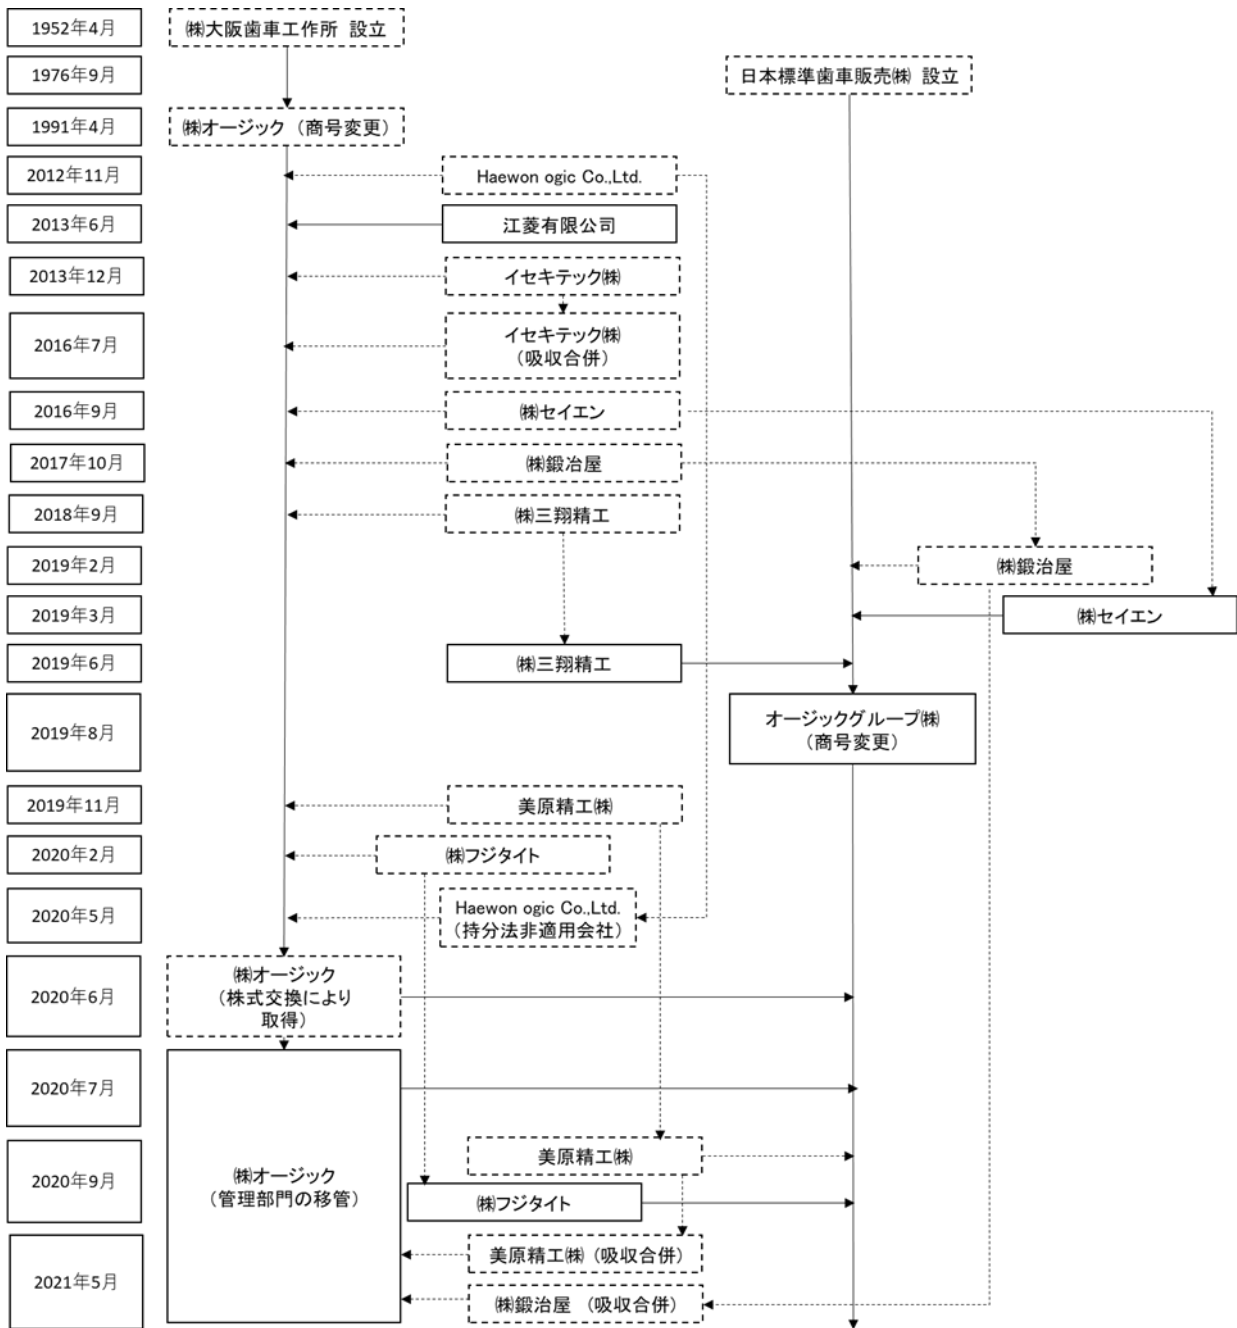 1952年4月
㈱大阪歯車工作所 設立
1976年9月
日本標準歯車販売㈱ 設立
1991年4月
㈱オージック (商号変更)
2012年11月
Haewon ogic Co.,Ltd.
2013年6月
江菱有限公司
2013年12月
イセキテック㈱
2016年7月
イセキテック㈱
(吸収合併)
2016年9月
㈱セイエン
2017年10月
㈱鍛冶屋
2018年9月
㈱三翔精工
2019年2月
㈱鍛治屋
2019年3月
㈱セイエン
2019年6月
㈱三翔精工
2019年8月
オージックグループ㈱
(商号変更)
2019年11月
美原精工㈱
2020年2月
㈱フジタイト
2020年5月
Haewon ogic Co.,Ltd.
(持分法非適用会社)
2020年6月
㈱オージック
(株式交換により
取得)
2020年7月
㈱オージック
(管理部門の移管)
2020年9月
美原精工㈱
㈱フジタイト
2021年5月
美原精工㈱ (吸収合併)
㈱鍛治屋 (吸収合併)